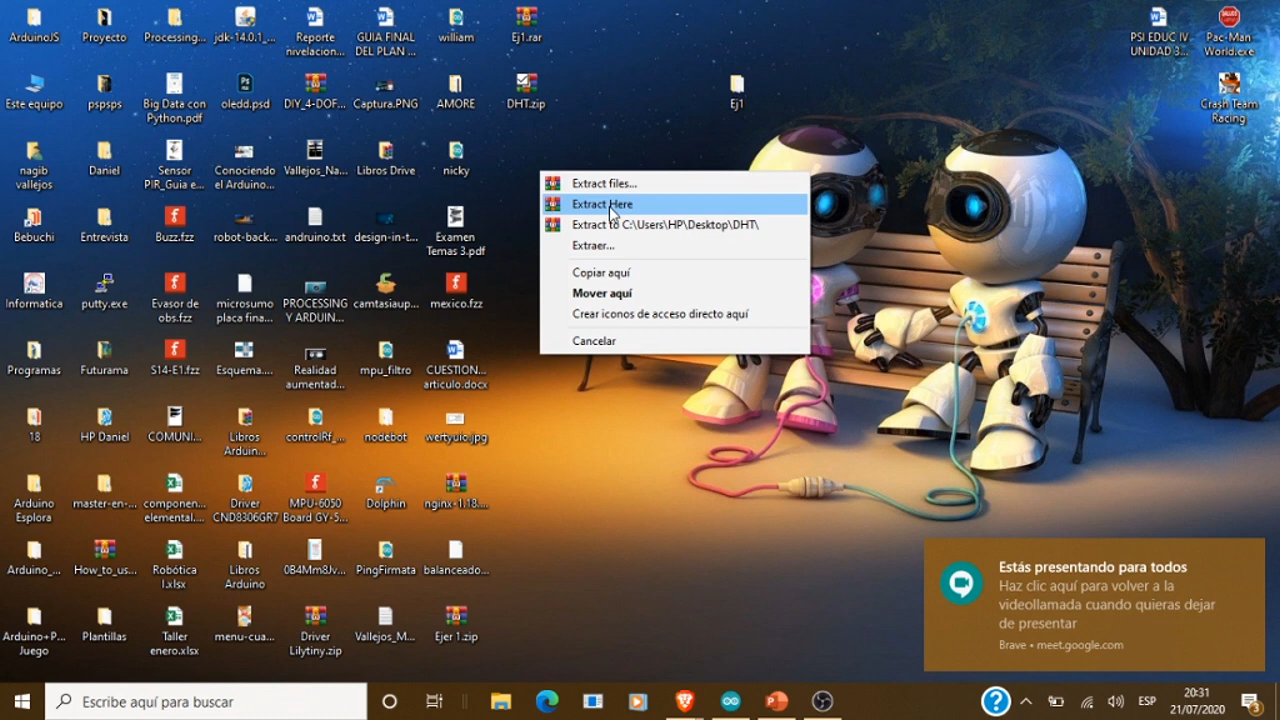 ArduinoJS
Proyecto
Processing...
jdk-14.0.1_...
Reporte
nivelacion...
GUIA FINAL
DEL PLAN ...
william
Ej1.rar
PSI EDUC IV
UNIDAD 3...
Pac-Man
World.exe
Este equipo
pspsps
Big Data con
Python.pdf
oledd.psd
DIY_4-DOF...
Captura.PNG
AMORE
DHT.zip
Ej1
Crash Team
Racing
nagib
vallejos
Daniel
Sensor
PIR_Guia e...
Conociendo
el Arduino...
Vallejos_Na...
Libros Drive
nicky
Extract files...
Extract Here
Extract to C:\Users\HP\Desktop\DHT\
Extraer...
Copiar aquí
Mover aquí
Crear iconos de acceso directo aquí
Cancelar
Bebuchi
Entrevista
Buzz.fzz
robot-back...
andruino.txt
design-in-t...
Examen
Temas 3.pdf
Informatica
putty.exe
Evasor de
obs.fzz
microsumo
placa fina...
PROCESSING
Y ARDUIN...
camtasiaup...
mexico.fzz
Programas
Futurama
S14-E1.fzz
Esquema....
Realidad
aumentad...
mpu_filtro
CUESTION...
articulo.docx
18
HP Daniel
COMUNI...
Libros
Arduin...
controlRf_...
nodebot
wertyuio.jpg
Arduino
Esplora
master-en-...
componen...
elemental....
Driver
CND8306GR7
MPU-6050
Board GY-5...
Dolphin
nginx-1.18....
Arduino_...
How_to_us...
Robótica
I.xlsx
Libros
Arduino
0B4Mm8Jv...
PingFirmata
balanceado...
Arduino+P...
Juego
Plantillas
Taller
enero.xlsx
menu-cua...
Driver
Lilytiny.zip
Vallejos_M...
Ejer 1.zip
Estás presentando para todos
Haz clic aquí para volver a la
videollamada cuando quieras dejar
de presentar
Brave • meet.google.com
Escribe aquí para buscar
ESP
20:31
21/07/2020
3